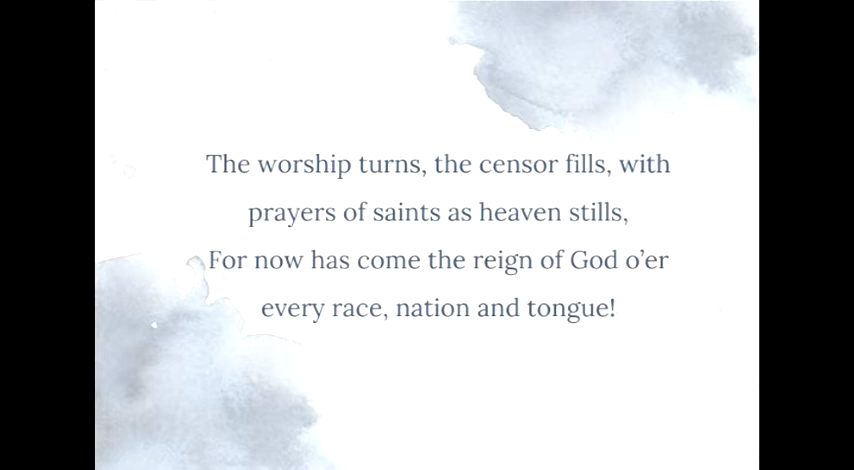 The worship turns, the censor fills, with
prayers of saints as heaven stills,
For now has come the reign of God o’er
every race, nation and tongue!